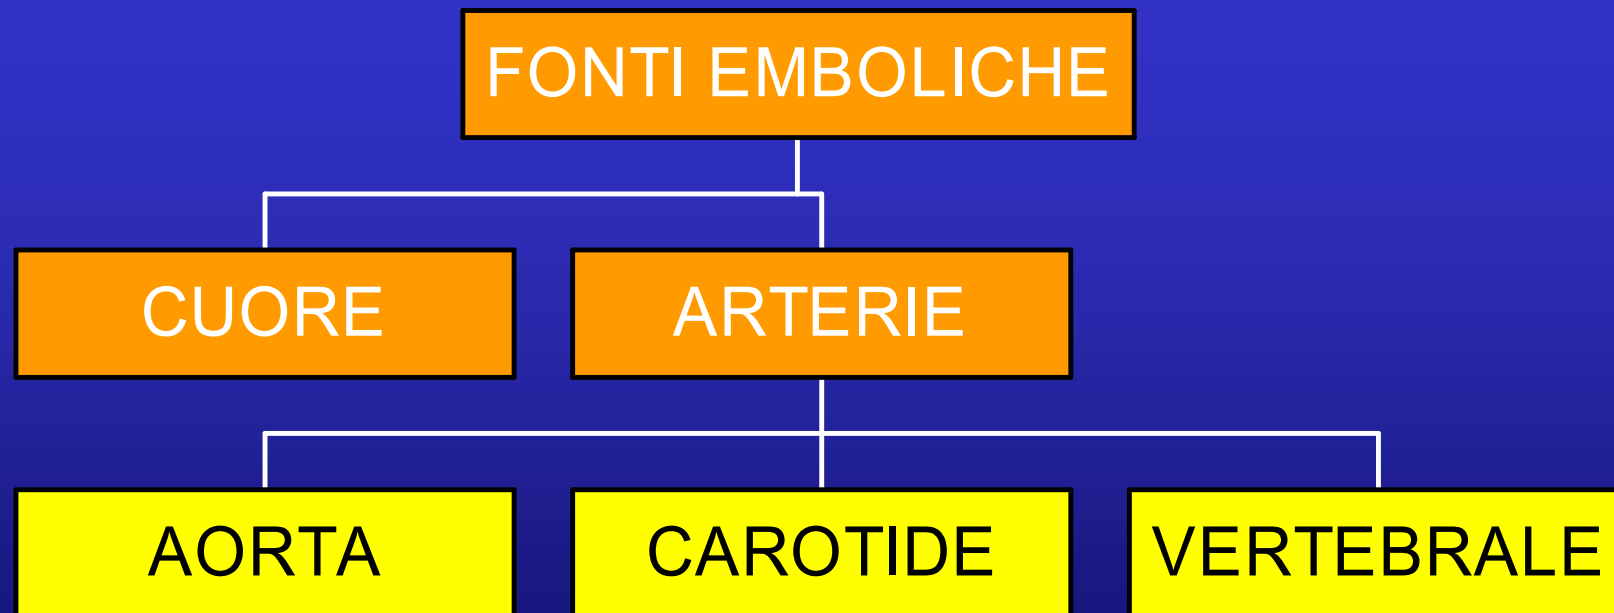 FONTI EMBOLICHE
CUORE
ARTERIE
AORTA
CAROTIDE
VERTEBRALE